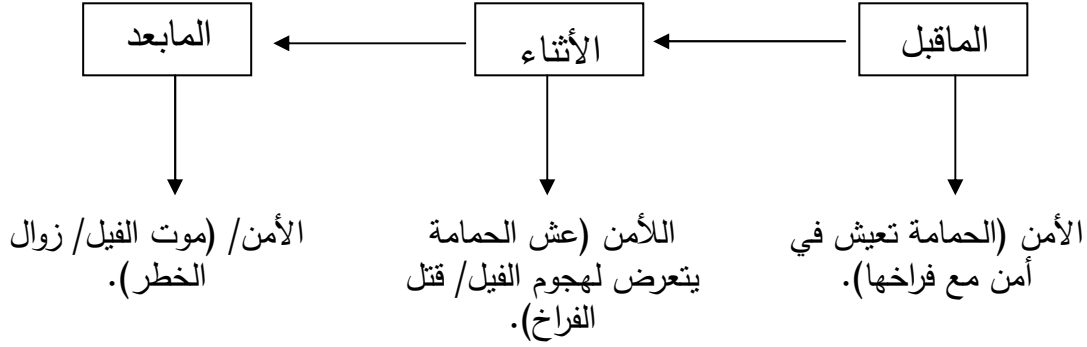 الماقبل
الأثناء
المابعد
الأمن (الحمامة تعيش في
أمن مع فراخها).
اللأمن (عش الحمامة
يتعرض لهجوم الفيل/ قتل
الفراخ).
الأمن/ (موت الفيل/ زوال
الخطر).